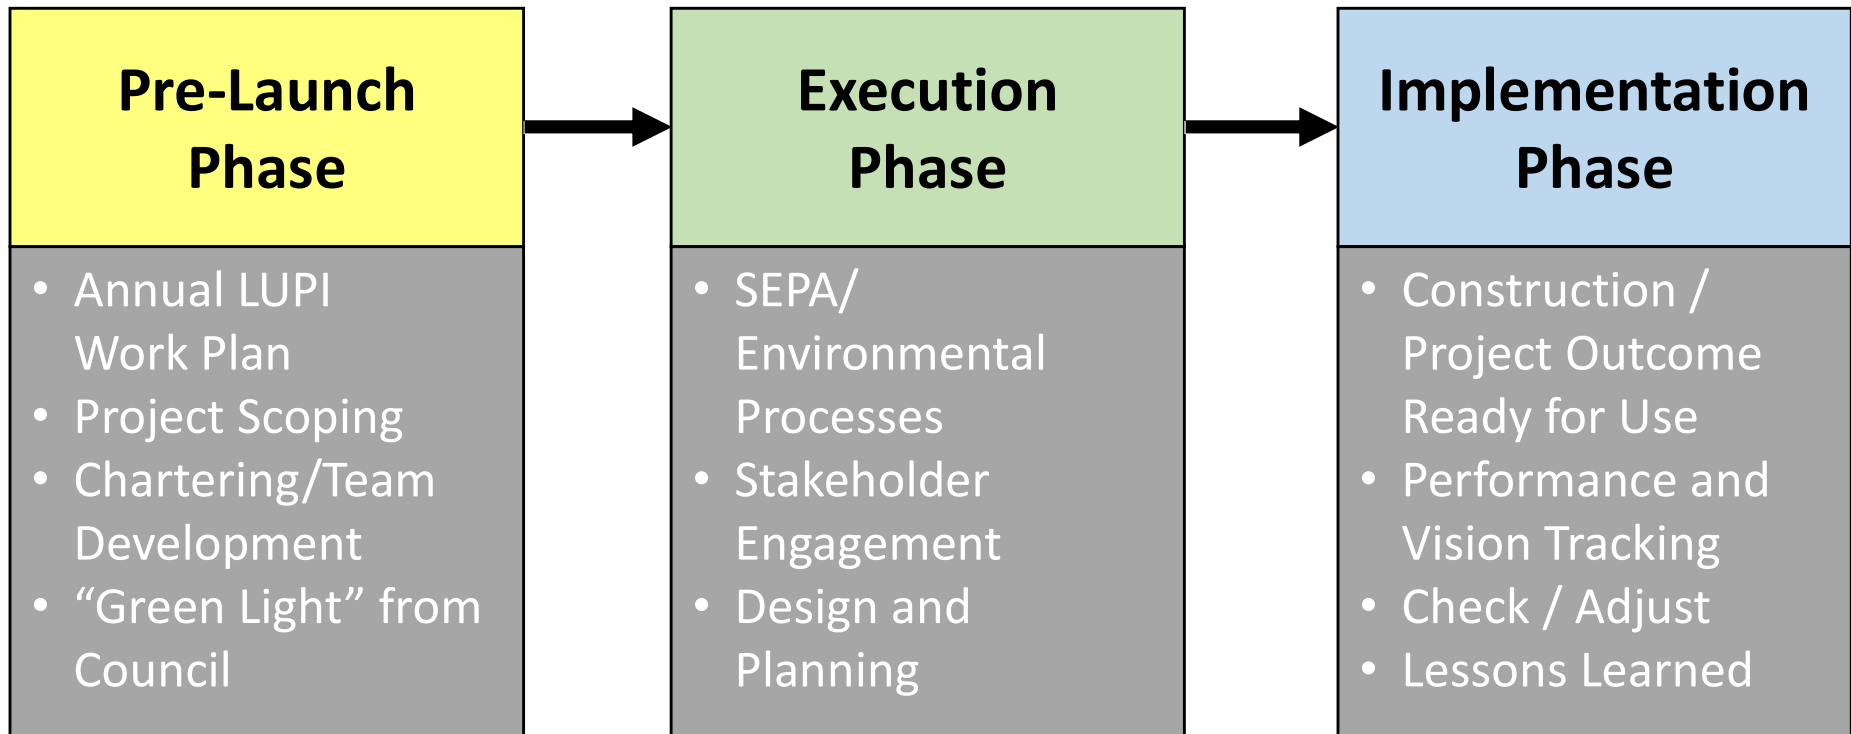 Pre-Launch
Phase
• Annual LUPI
Work Plan
• Project Scoping
• Chartering/Team
Development
• “Green Light” from
Council
Execution
Phase
• SEPA/
Environmental
Processes
• Stakeholder
Engagement
• Design and
Planning
Implementation
Phase
• Construction /
Project Outcome
Ready for Use
• Performance and
Vision Tracking
• Check / Adjust
• Lessons Learned